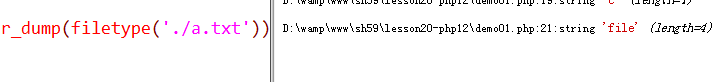 r_dump(filetype('./a.txt'))
D:\wamp\www\sh59\lesson20-php12\demo01.php:21:string 'file' (length=4)